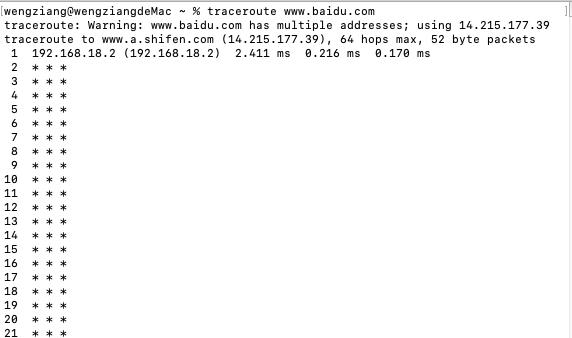 [wengziang@wengziangdeMac ~ % traceroute www.baidu.com ]
traceroute: Warning: www.baidu.com has multiple addresses; using 14.215.177.39
traceroute to www.a.shifen.com (14.215.177.39), 64 hops max, 52 byte packets
1 192.168.18.2 (192.168.18.2) 2.411 ms 0.216 ms 0.170 ms
2 * * *
3 * * *
4 * * *
5 * * *
6 * * *
7 * * *
8 * * *
9 * * *
10 * * *
11 * * *
12 * * *
13 * * *
14 * * *
15 * * *
16 * * *
17 * * *
18 * * *
19 * * *
20 * * *
21 * * *